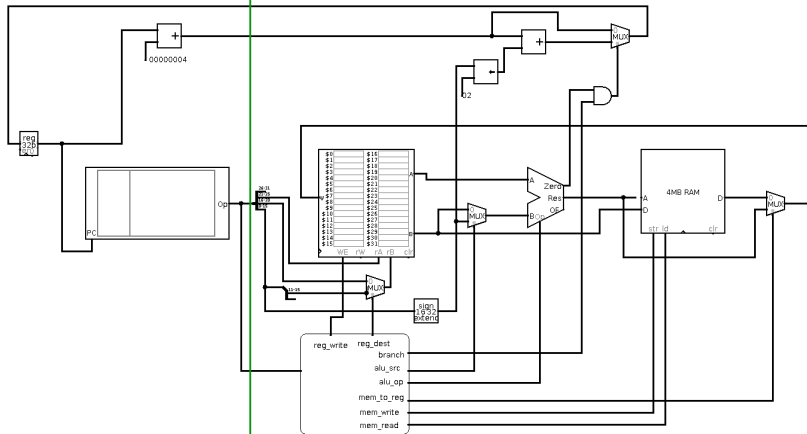 +
MUX
00000004
+
02
reg
32b
$0
$1
$2
$3
$4
$5
$6
$7
$8
$9
$10
$11
$12
$13
$14
$15
$16
$17
$18
$19
$20
$21
$22
$23
$24
$25
$26
$27
$28
$29
$30
$31
A
B
WE rW rA rB clr
A
B
Zero
Res
OF
Op
4MB RAM
A
D
D
str ld clr
MUX
MUX
Op
PC
11-15
MUX
sign
16 32
extend
reg_write
reg_dest
branch
alu_src
alu_op
mem_to_reg
mem_write
mem_read